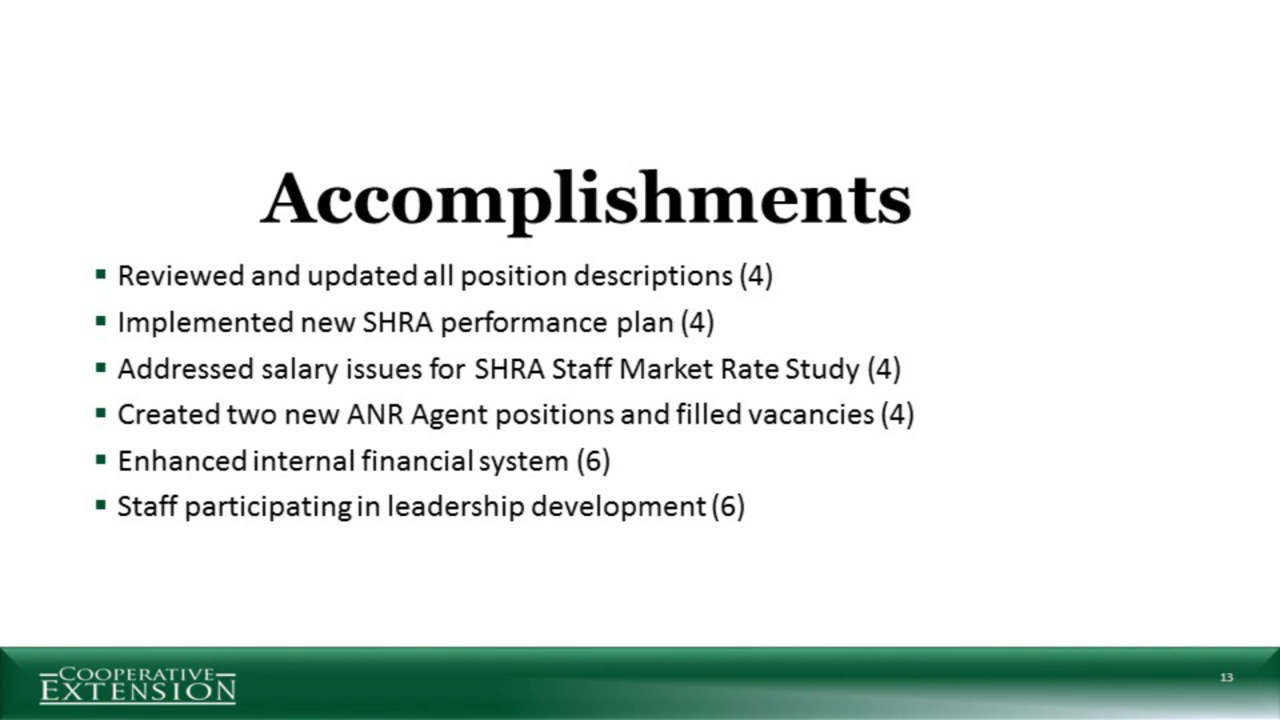 Accomplishments
▪ Reviewed and updated all position descriptions (4)
▪ Implemented new SHRA performance plan (4)
▪ Addressed salary issues for SHRA Staff Market Rate Study (4)
▪ Created two new ANR Agent positions and filled vacancies (4)
▪ Enhanced internal financial system (6)
▪ Staff participating in leadership development (6)
COOPERATIVE
EXTENSION
13